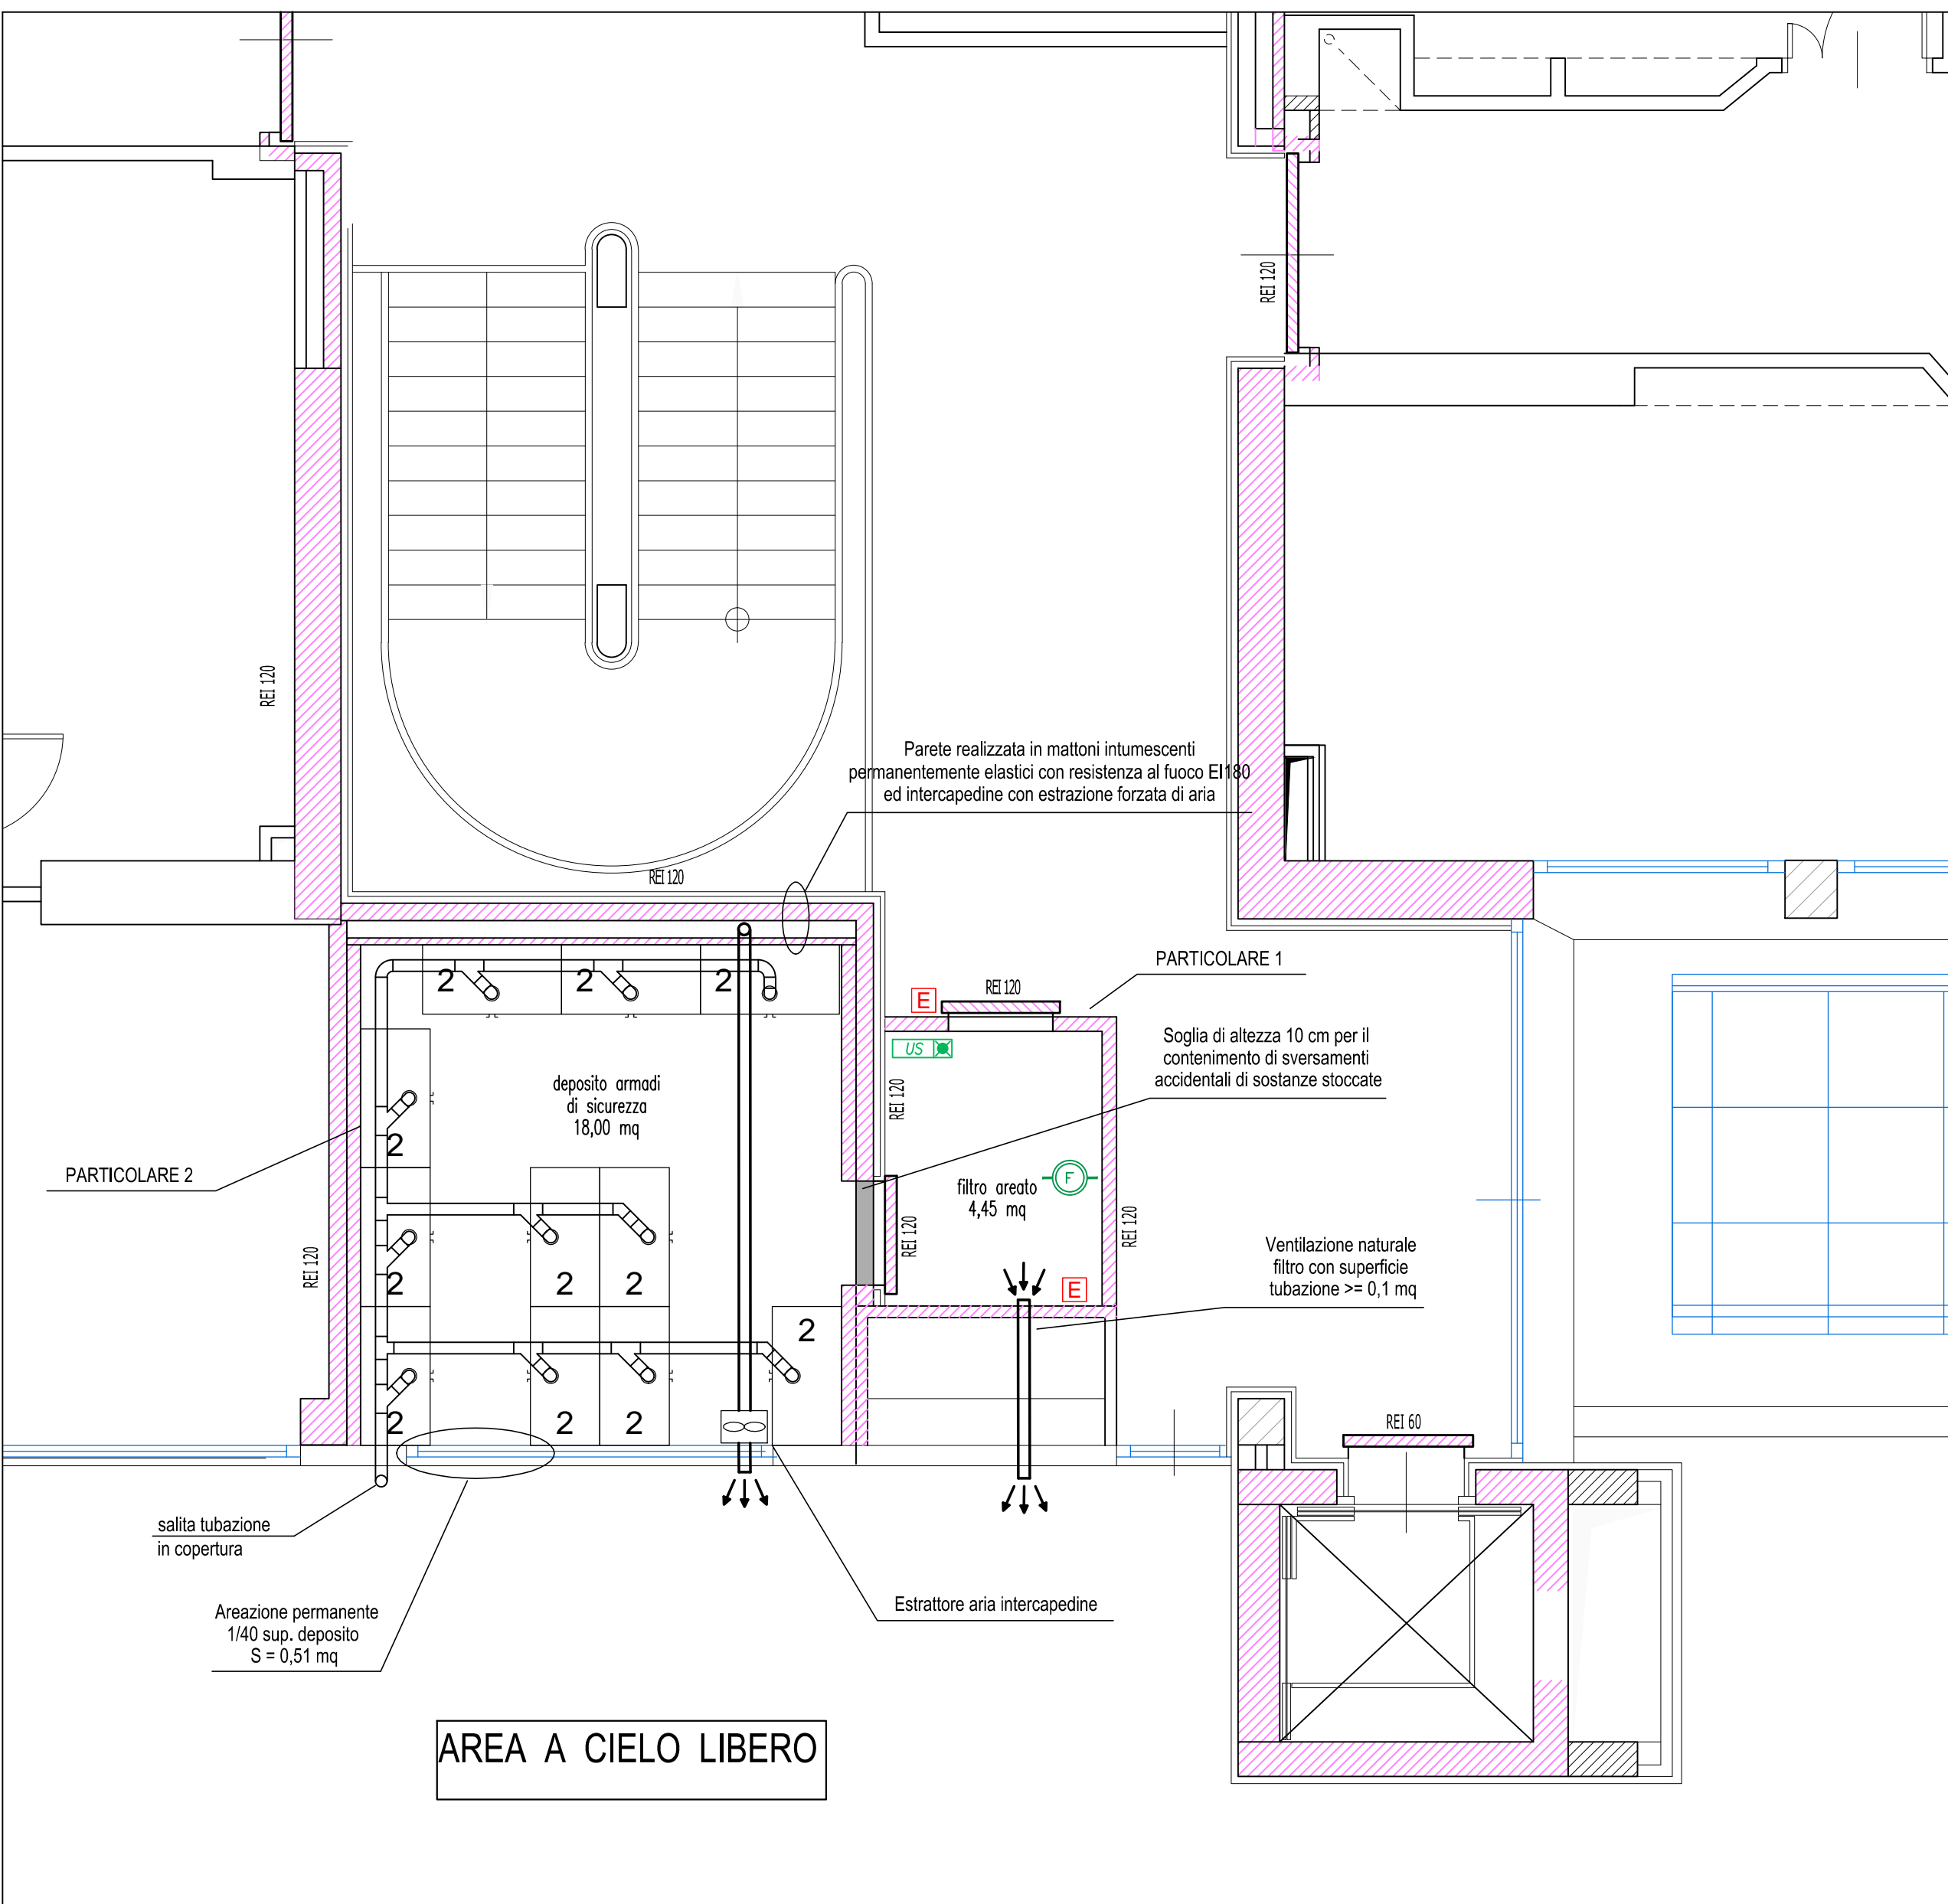 REI 120
REI 120
Parete realizzata in mattoni intumescenti
permanentemente elastici con resistenza al fuoco EI180
ed intercapedine con estrazione forzata di aria
REI 120
PARTICOLARE 1
2
2
2
E
REI 120
US
Soglia di altezza 10 cm per il
contenimento di sversamenti
accidentali di sostanze stoccate
deposito armadi
di sicurezza
18,00 mq
REI 120
2
PARTICOLARE 2
filtro areato
4,45 mq
F
REI 120
REI 120
REI 120
Ventilazione naturale
filtro con superficie
tubazione >= 0,1 mq
2
2
2
E
2
2
2
2
REI 60
salita tubazione
in copertura
Areazione permanente
1/40 sup. deposito
S = 0,51 mq
Estrattore aria intercapedine
AREA A CIELO LIBERO